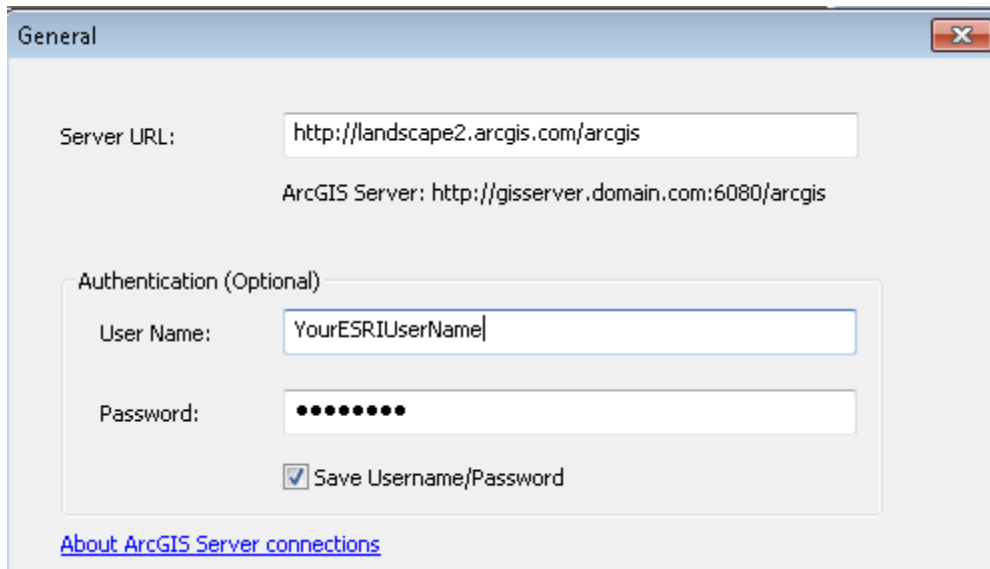 General
Server URL: http://landscape2.arcgis.com/arcgis
ArcGIS Server: http://gisserver.domain.com:6080/arcgis
Authentication (Optional)
User Name: YourESRIUserName
Password: ●●●●●●●●
Save Username/Password
About ArcGIS Server connections